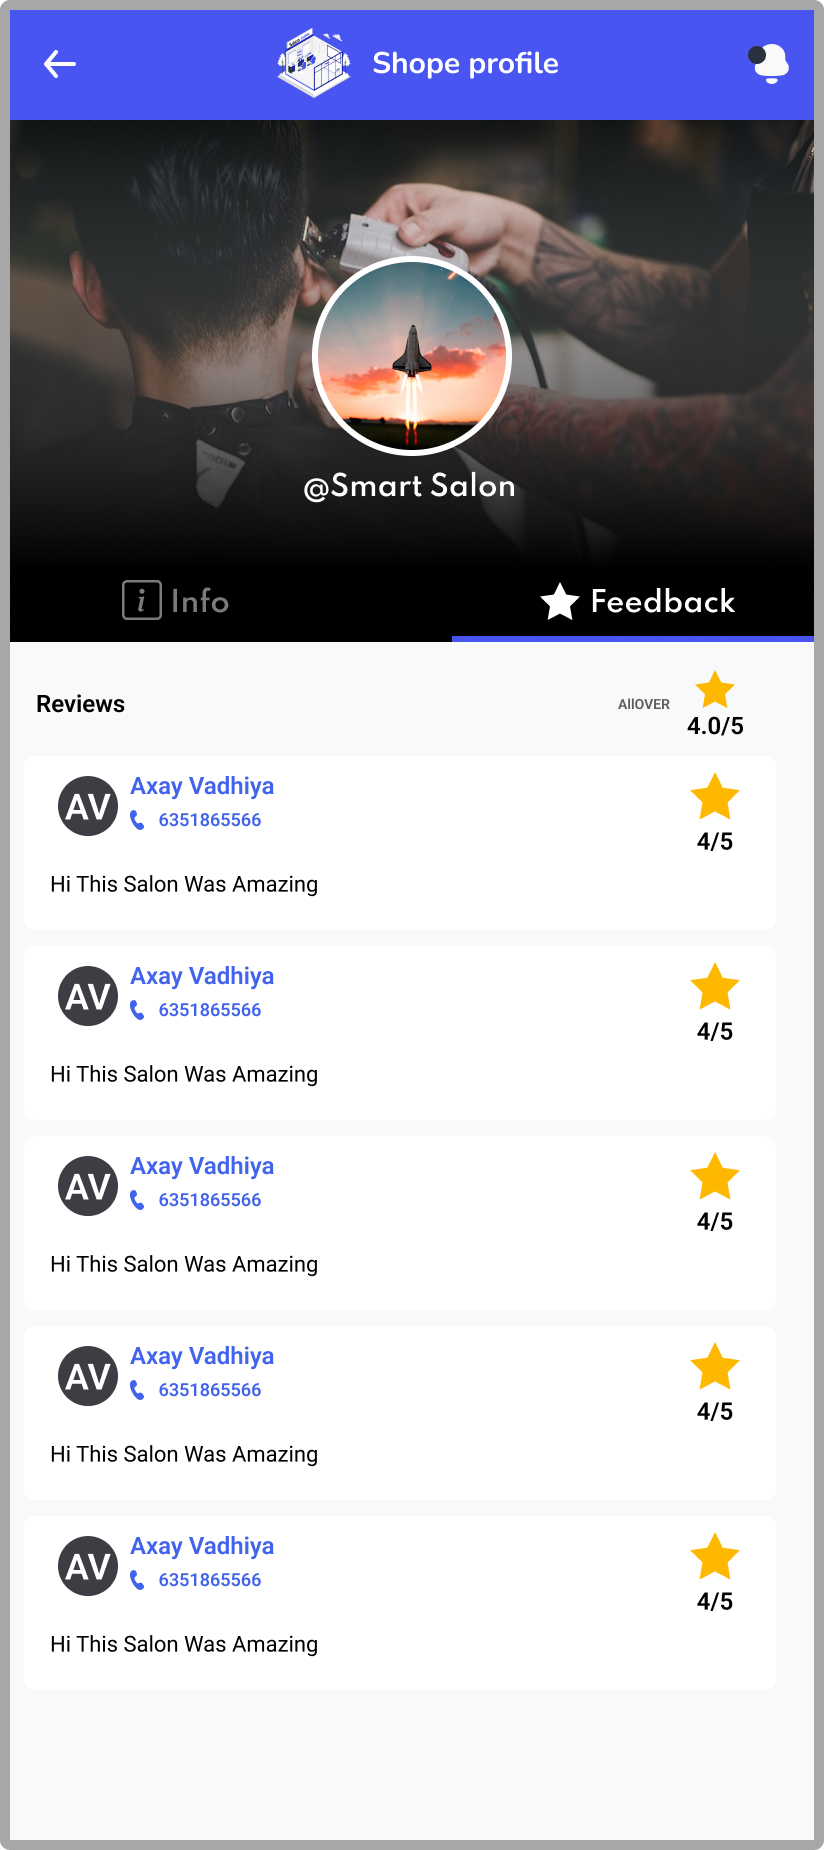 Shope profile
@Smart Salon
i Info
Feedback
Reviews
AllOVER
4.0/5
AV
Axay Vadhiya
6351865566
4/5
Hi This Salon Was Amazing
AV
Axay Vadhiya
6351865566
4/5
Hi This Salon Was Amazing
AV
Axay Vadhiya
6351865566
4/5
Hi This Salon Was Amazing
AV
Axay Vadhiya
6351865566
4/5
Hi This Salon Was Amazing
AV
Axay Vadhiya
6351865566
4/5
Hi This Salon Was Amazing